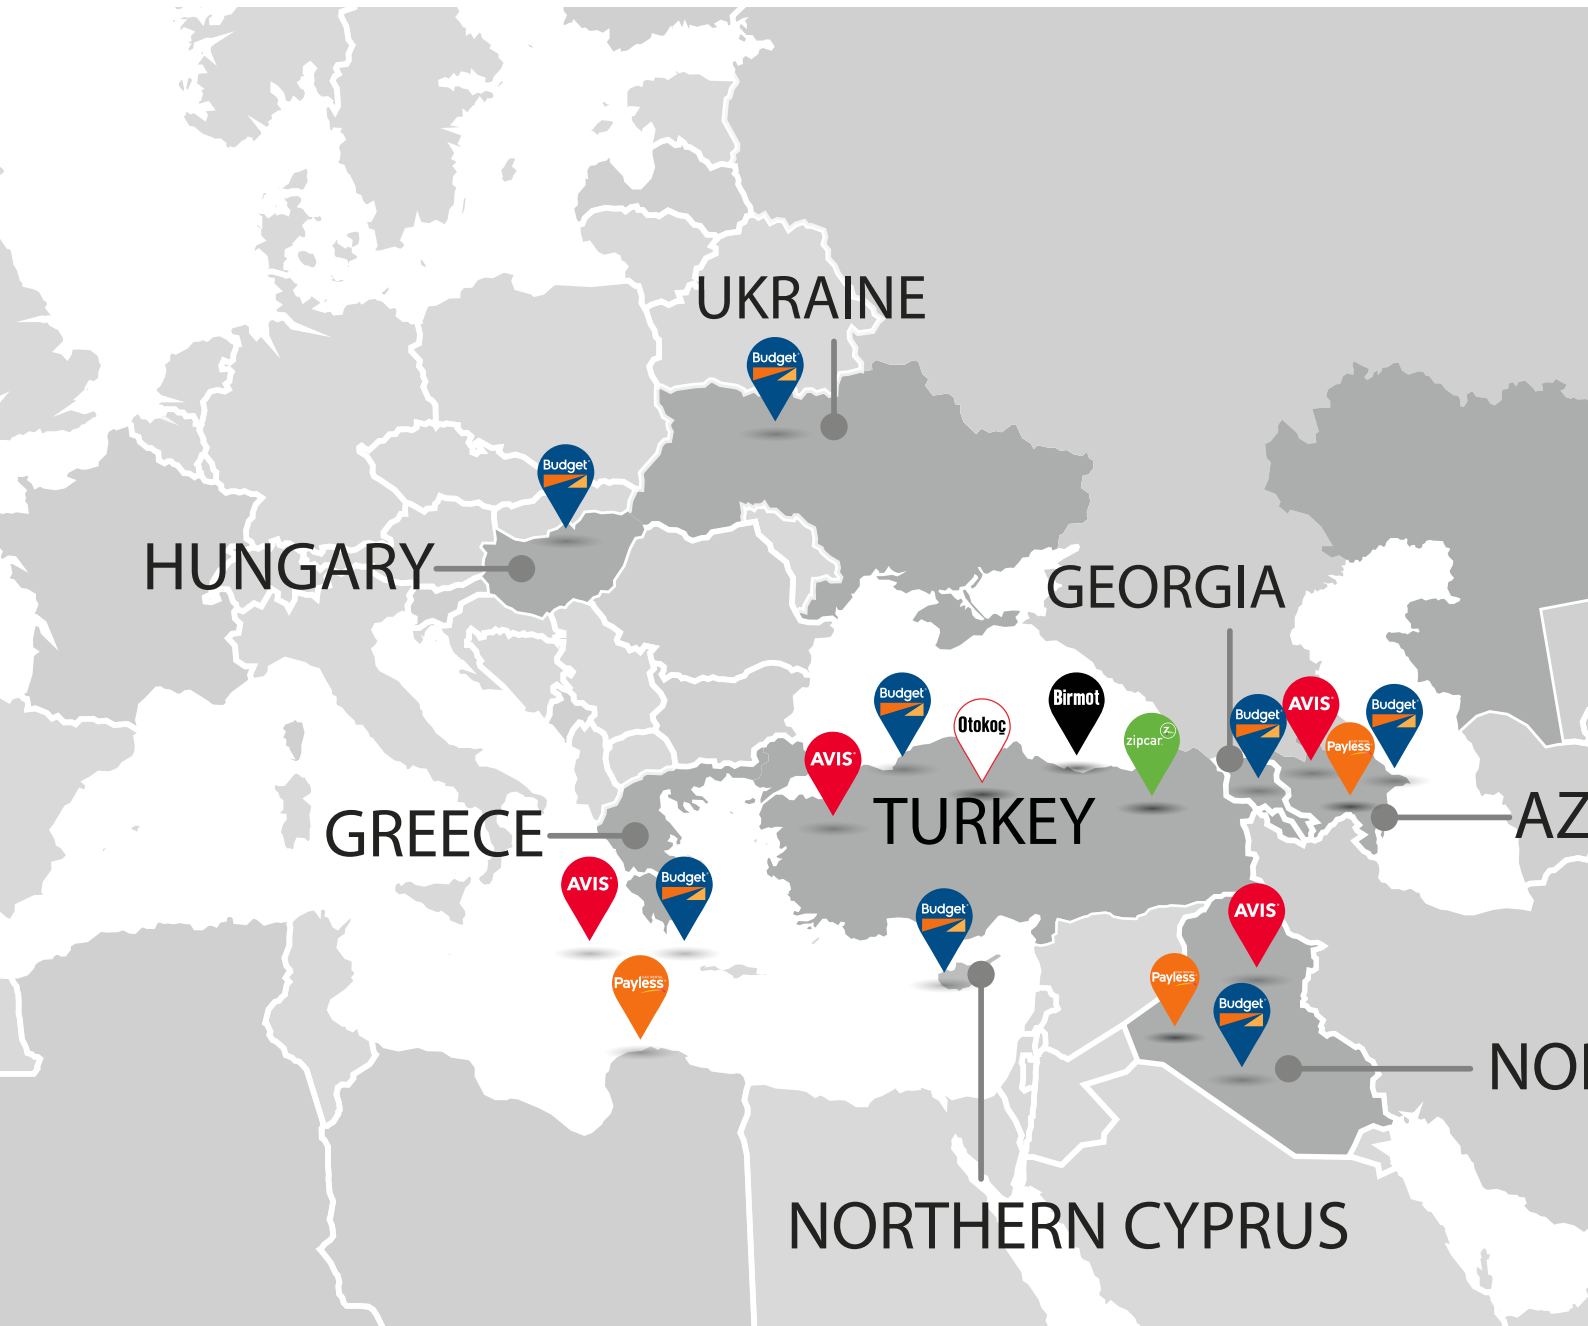 UKRAINE
Budget
Budget
HUNGARY
GEORGIA
Budget
Otokoç
Birmot
zipcar
Z
Budget
AVIS
Payless
Budget
AVIS
TURKEY
AZ
GREECE
AVIS
Budget
Budget
AVIS
Payless
Payless
Budget
NOR
NORTHERN CYPRUS